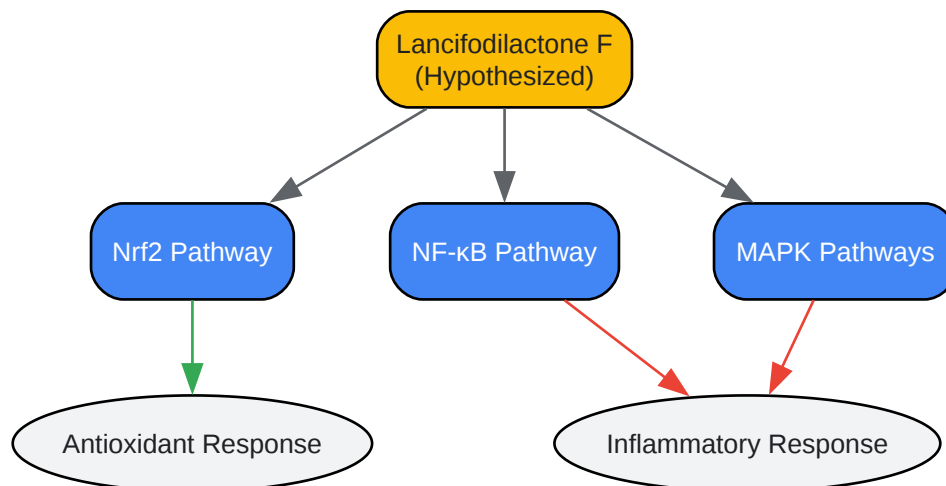 Lancifodilactone F
(Hypothesized)
Nrf2 Pathway
NF-κB Pathway
MAPK Pathways
Antioxidant Response
Inflammatory Response